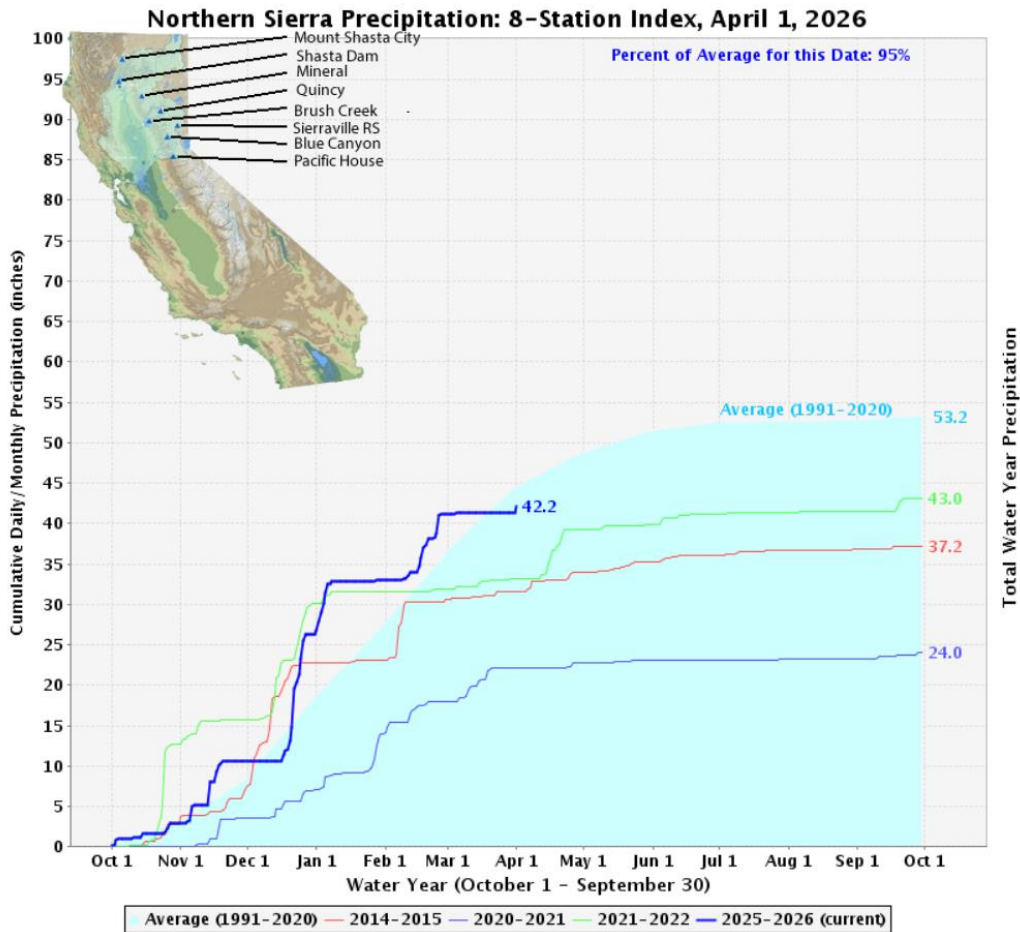 Northern Sierra Precipitation: 8-Station Index, April 1, 2026
Percent of Average for this Date: 95%
Mount Shasta City
Shasta Dam
Mineral
Quincy
Brush Creek
Sierraville RS
Blue Canyon
Pacific House
Cumulative Daily/Monthly Precipitation (inches)
100
95
90
85
80
75
70
65
60
55
50
45
40
35
30
25
20
15
10
5
0
Average (1991-2020)
53.2
42.2
43.0
37.2
24.0
Total Water Year Precipitation
Oct 1 Nov 1 Dec 1 Jan 1 Feb 1 Mar 1 Apr 1 May 1 Jun 1 Jul 1 Aug 1 Sep 1 Oct 1
Water Year (October 1 - September 30)
Average (1991-2020) 2014-2015 2020-2021 2021-2022 2025-2026 (current)